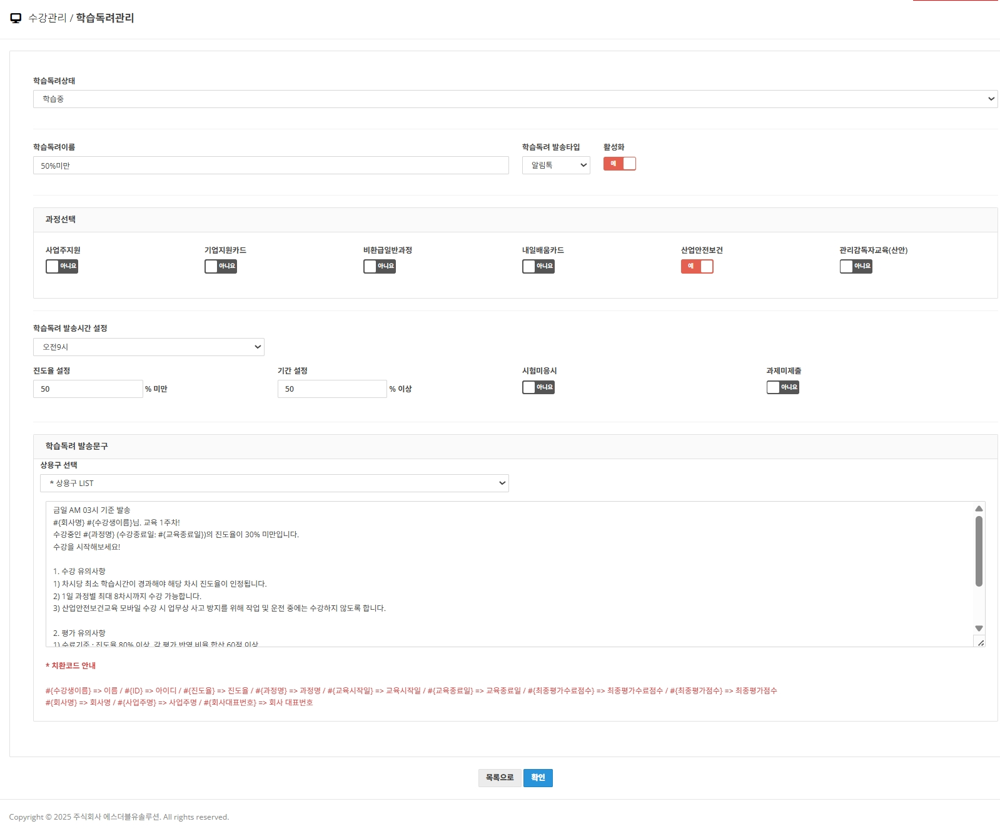 수강관리 / 학습독려관리
학습독려상태
학습중
학습독려이름 학습독려 발송타입 활성화
50%미만 알림톡 예
과정선택
사업주지원 기업지원카드 비환급일반과정 내일배움카드 산업안전보건 관리감독자교육(산안)
아니요 아니요 아니요 아니요 예 아니요
학습독려 발송시간 설정
오전9시
진도율 설정 기간 설정 시험미응시 과제미제출
50 % 미만 50 % 이상 아니요 아니요
학습독려 발송문구
상용구 선택
* 상용구 LIST
금일 AM 03시 기준 발송
#{회사명} #{수강생이름}님. 교육 1주차!
수강중인 #{과정명} (수강종료일: #{교육종료일})의 진도율이 30% 미만입니다.
수강을 시작해보세요!
1. 수강 유의사항
1) 차시당 최소 학습시간이 경과해야 해당 차시 진도율이 인정됩니다.
2) 1일 과정별 최대 8차시까지 수강 가능합니다.
3) 산업안전보건교육 모바일 수강 시 업무상 사고 방지를 위해 작업 및 운전 중에는 수강하지 않도록 합니다.
2. 평가 유의사항
1) 수료기준 : 진도율 80% 이상, 각 평가 반영 비율 합산 60점 이상
* 치환코드 안내
#{수강생이름} => 이름 / #{ID} => 아이디 / #{진도율} => 진도율 / #{과정명} => 과정명 / #{교육시작일} => 교육시작일 / #{교육종료일} => 교육종료일 / #{최종평가수료점수} => 최종평가수료점수 / #{최종평가점수} => 최종평가점수
#{회사명} => 회사명 / #{사업주명} => 사업주명 / #{회사대표번호} => 회사 대표번호
목록으로 확인
Copyright © 2025 주식회사 에스더블유솔루션. All rights reserved.